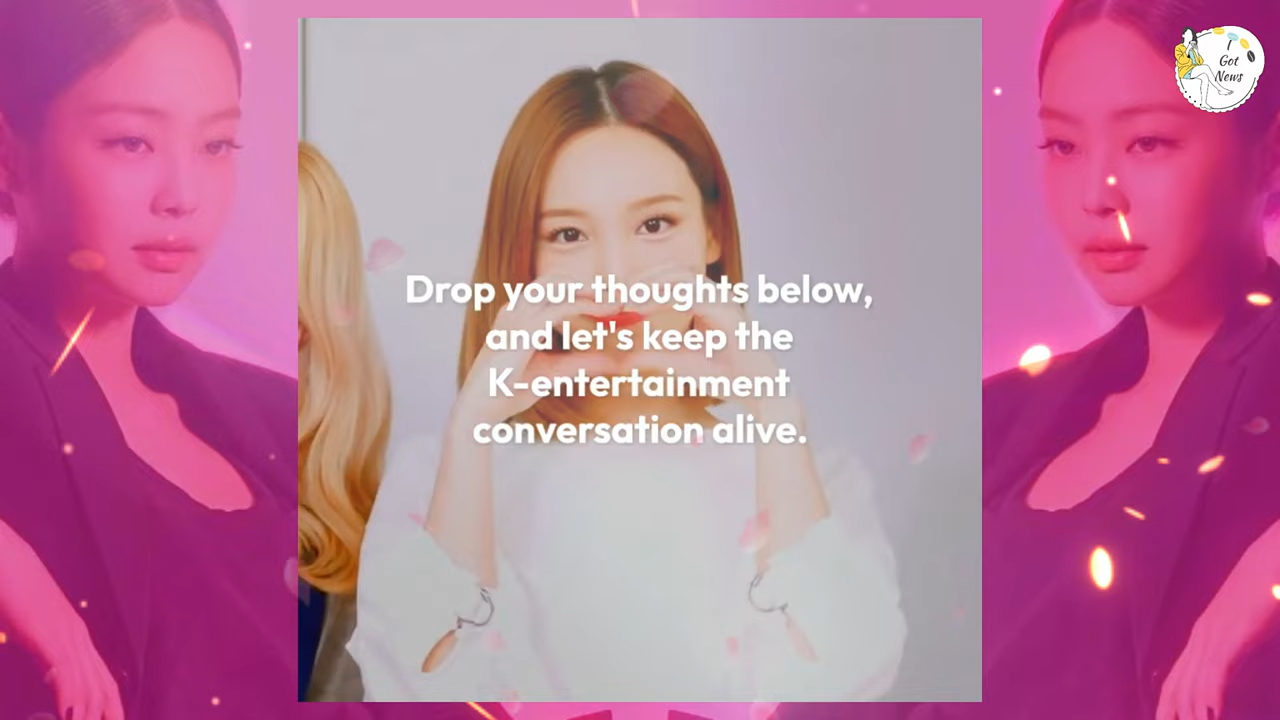 I
Got
News
Drop your thoughts below,
and let's keep the
K-entertainment
conversation alive.